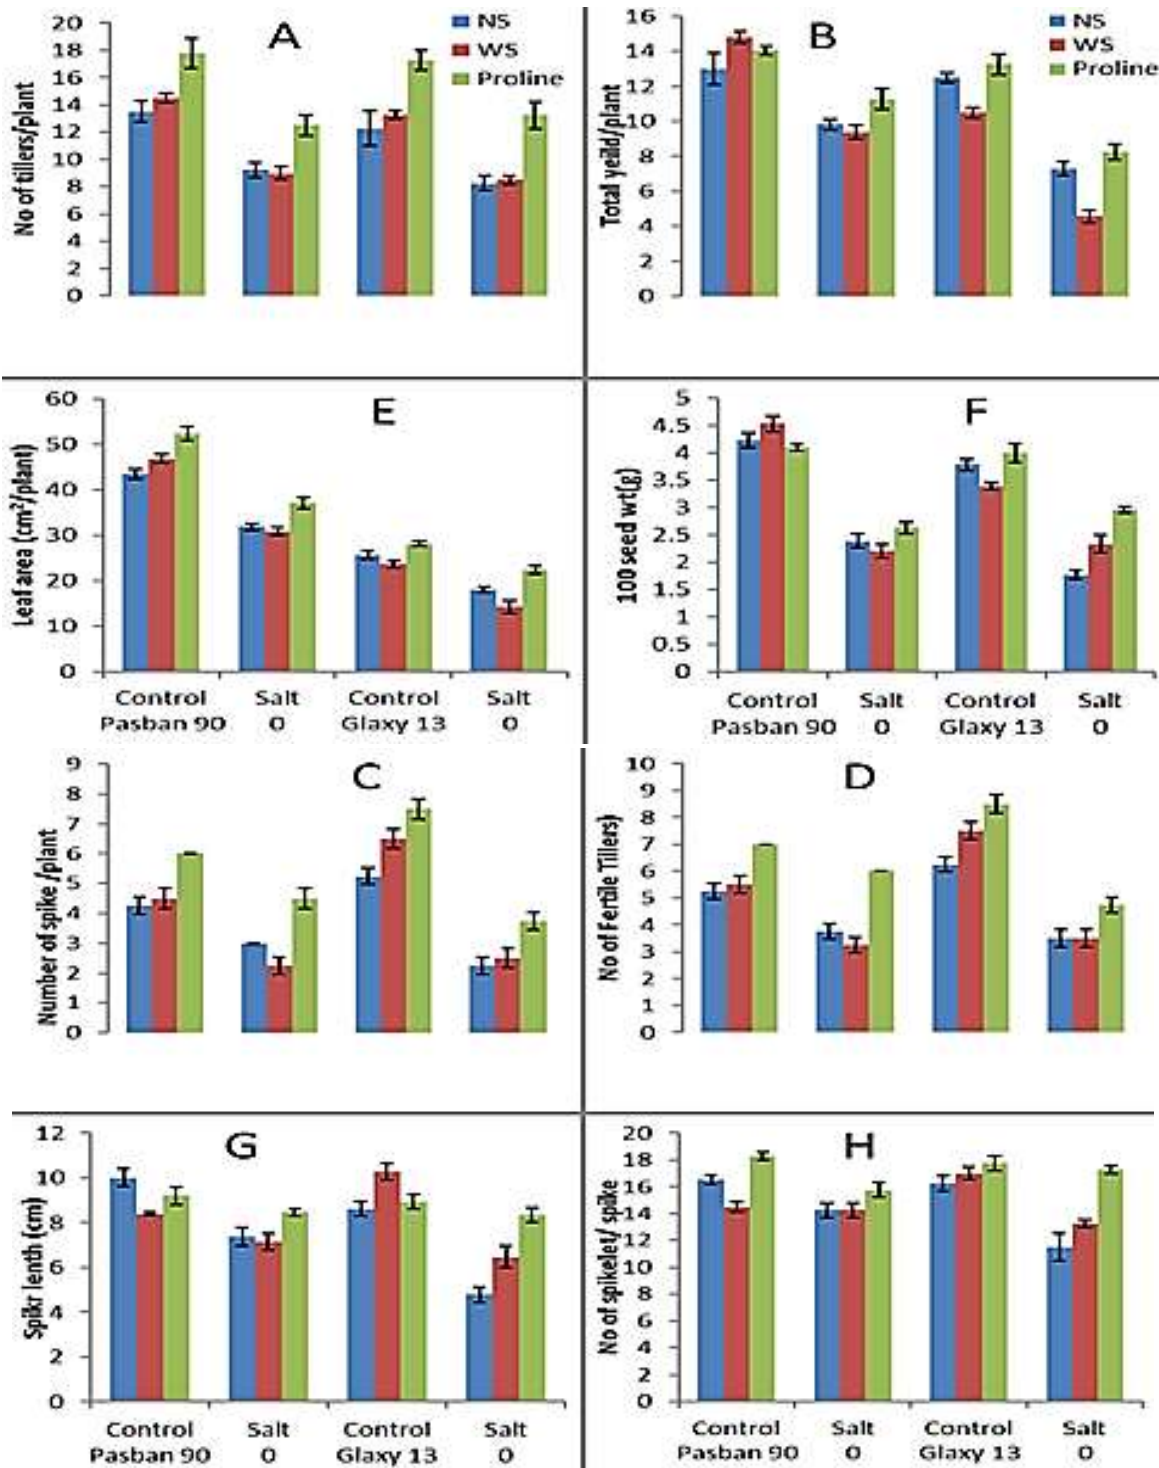 A
NS
WS
Proline
No of tillers/plant
20
18
16
14
12
10
8
6
4
2
0
B
NS
WS
Proline
Total yeild/plant
16
14
12
10
8
6
4
2
0
E
Leaf area (cm²/plant)
60
50
40
30
20
10
0
Control Salt Control Salt
Pasban 90 0 Glaxy 13 0
F
100 seed wt(g)
5
4.5
4
3.5
3
2.5
2
1.5
1
0.5
0
Control Salt Control Salt
Pasban 90 0 Glaxy 13 0
C
Number of spike /plant
9
8
7
6
5
4
3
2
1
0
D
No of Fertile Tillers)
10
9
8
7
6
5
4
3
2
1
0
G
Spikr lenth (cm)
12
10
8
6
4
2
0
Control Salt Control Salt
Pasban 90 0 Glaxy 13 0
H
No of spikelet/ spike
20
18
16
14
12
10
8
6
4
2
0
Control Salt Control Salt
Pasban 90 0 Glaxy 13 0